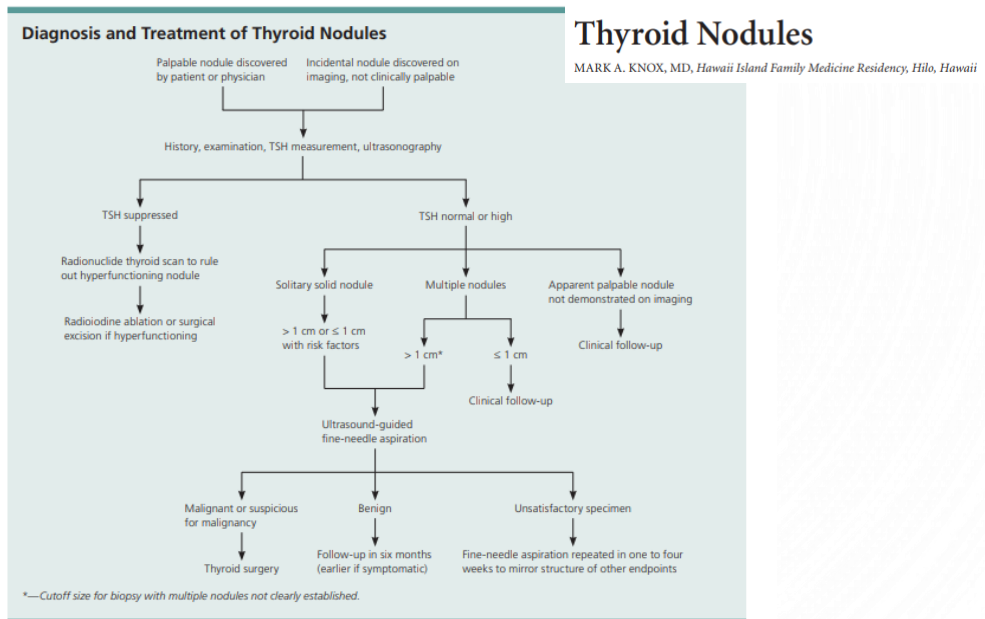 Diagnosis and Treatment of Thyroid Nodules
Thyroid Nodules
MARK A. KNOX, MD, Hawaii Island Family Medicine Residency, Hilo, Hawaii
Palpable nodule discovered
by patient or physician
Incidental nodule discovered on
imaging, not clinically palpable
History, examination, TSH measurement, ultrasonography
TSH suppressed
TSH normal or high
Radionuclide thyroid scan to rule
out hyperfunctioning nodule
Radioiodine ablation or surgical
excision if hyperfunctioning
Solitary solid nodule
Multiple nodules
Apparent palpable nodule
not demonstrated on imaging
> 1 cm or ≤ 1 cm
with risk factors
> 1 cm*
≤ 1 cm
Clinical follow-up
Clinical follow-up
Ultrasound-guided
fine-needle aspiration
Malignant or suspicious
for malignancy
Benign
Unsatisfactory specimen
Thyroid surgery
Follow-up in six months
(earlier if symptomatic)
Fine-needle aspiration repeated in one to four
weeks to mirror structure of other endpoints
*—Cutoff size for biopsy with multiple nodules not clearly established.